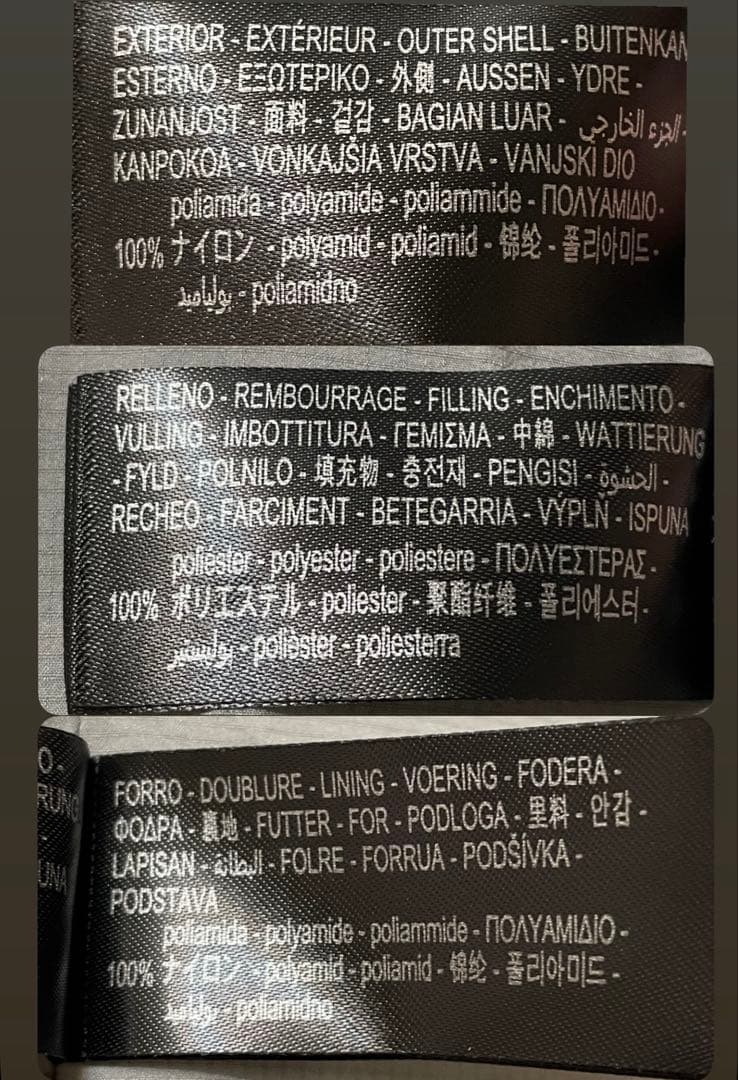 EXTERIOR - EXTÉRIEUR - OUTER SHELL - BUITENKAN
ESTERNO - ΕΞΩΤΕΡΙΚΟ - 外側 - AUSSEN - YDRE -
ZUNANJOST - 面料 - 겉감 - BAGIAN LUAR - الجزء الخارجي -
KANPOKOA - VONKAJŠIA VRSTVA - VANJSKI DIO
poliamida - polyamide - poliammide - ΠΟΛΥΑΜΙΔΙΟ -
100% ナイロン - polyamid - poliamid - 锦纶 - 폴리아미드 -
بولياميد - poliamidno
RELLENO - REMBOURRAGE - FILLING - ENCHIMENTO -
VULLING - IMBOTTITURA - ΓΕΜΙΣΜΑ - 中綿 - WATTIERUNG
- FYLD - POLNILO - 填充物 - 충전재 - PENGISI - الحشوة -
RECHEO - FARCIMENT - BETEGARRIA - VÝPLŇ - ISPUNA
poliester - polyester - poliestere - ΠΟΛΥΕΣΤΕΡΑΣ -
100% ポリエステル - poliester - 聚酯纤维 - 폴리에스터 -
بوليستر - polièster - poliesterra
O -
RUNG
-
UNA
FORRO - DOUBLURE - LINING - VOERING - FODERA -
ΦΟΔΡΑ - 裏地 - FUTTER - FOR - PODLOGA - 里料 - 안감 -
LAPISAN - البطانة - FOLRE - FORRUA - PODŠÍVKA -
PODSTAVA
poliamida - polyamide - poliammide - ΠΟΛΥΑΜΙΔΙΟ -
100% ナイロン - polyamid - poliamid - 锦纶 - 폴리아미드 -
بولياميد - poliamidno